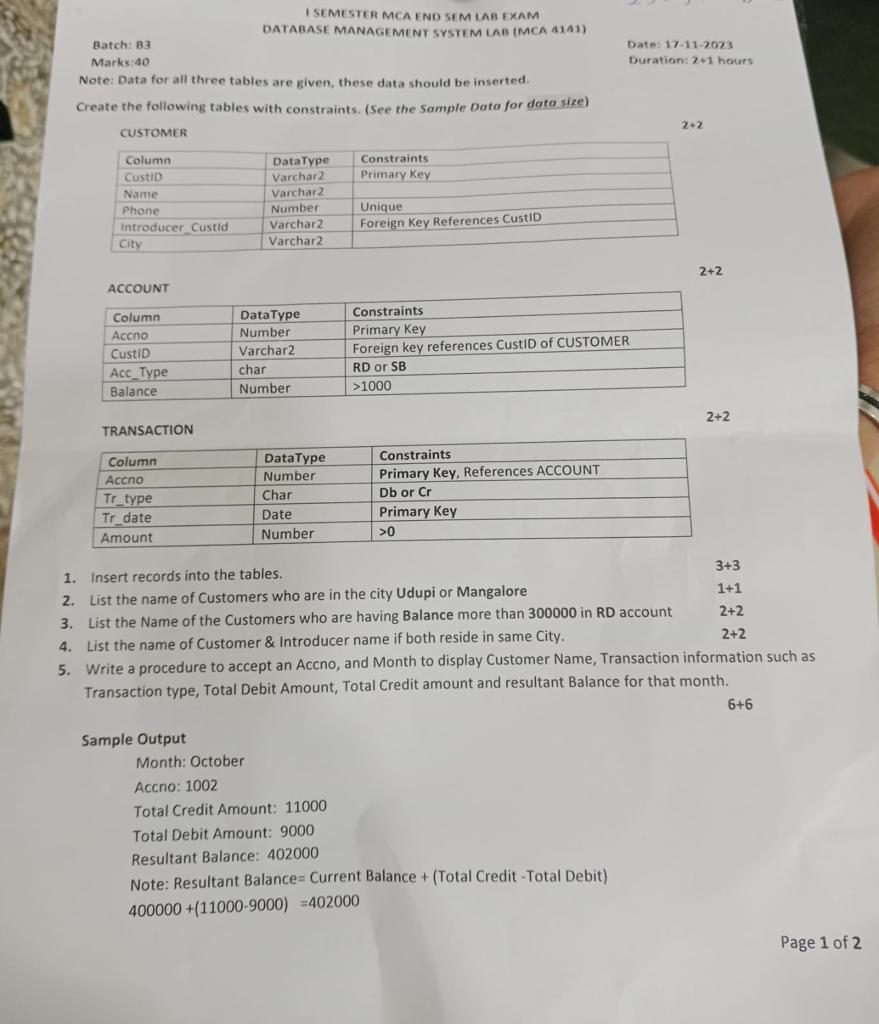 I SEMESTER MCA END SEM LAB EXAM
DATABASE MANAGEMENT SYSTEM LAB (MCA 4141)
Batch: B3 Date: 17-11-2023
Marks:40 Duration: 2+1 hours
Note: Data for all three tables are given, these data should be inserted.
Create the following tables with constraints. (See the Sample Data for data size)
CUSTOMER 2+2
Column DataType Constraints
CustID Varchar2 Primary Key
Name Varchar2
Phone Number Unique
Introducer_CustId Varchar2 Foreign Key References CustID
City Varchar2
2+2
ACCOUNT
Column DataType Constraints
Accno Number Primary Key
CustID Varchar2 Foreign key references CustID of CUSTOMER
Acc_Type char RD or SB
Balance Number >1000
2+2
TRANSACTION
Column DataType Constraints
Accno Number Primary Key, References ACCOUNT
Tr_type Char Db or Cr
Tr_date Date Primary Key
Amount Number >0
1. Insert records into the tables. 3+3
2. List the name of Customers who are in the city Udupi or Mangalore 1+1
3. List the Name of the Customers who are having Balance more than 300000 in RD account 2+2
4. List the name of Customer & Introducer name if both reside in same City. 2+2
5. Write a procedure to accept an Accno, and Month to display Customer Name, Transaction information such as
Transaction type, Total Debit Amount, Total Credit amount and resultant Balance for that month.
6+6
Sample Output
Month: October
Accno: 1002
Total Credit Amount: 11000
Total Debit Amount: 9000
Resultant Balance: 402000
Note: Resultant Balance= Current Balance + (Total Credit -Total Debit)
400000 +(11000-9000) =402000
Page 1 of 2